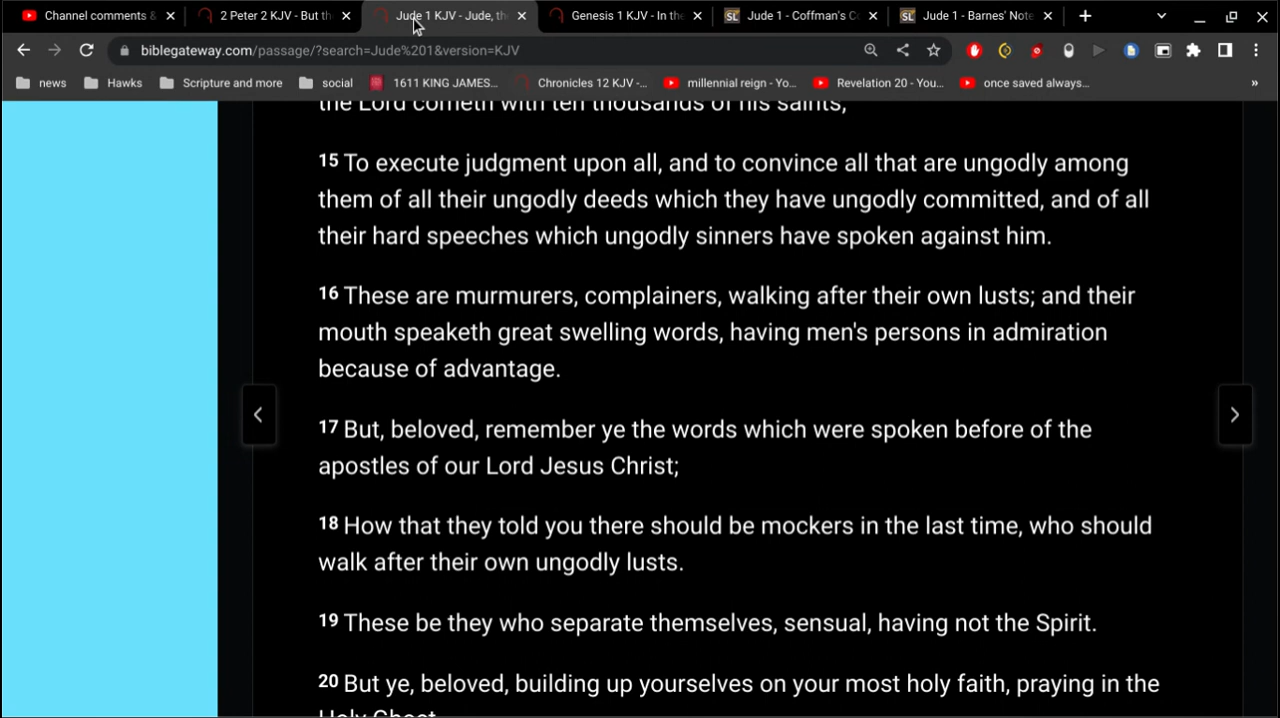 Channel comments &
2 Peter 2 KJV - But the
Jude 1 KJV - Jude, the
Genesis 1 KJV - In the
SL Jude 1 - Coffman's Co
SL Jude 1 - Barnes' Note
biblegateway.com/passage/?search=Jude%201&version=KJV
news
Hawks
Scripture and more
social
1611 KING JAMES...
Chronicles 12 KJV -...
millennial reign - Yo...
Revelation 20 - You...
once saved always...
»
the Lord cometh with ten thousands of his saints,
15 To execute judgment upon all, and to convince all that are ungodly among
them of all their ungodly deeds which they have ungodly committed, and of all
their hard speeches which ungodly sinners have spoken against him.
16 These are murmurers, complainers, walking after their own lusts; and their
mouth speaketh great swelling words, having men's persons in admiration
because of advantage.
17 But, beloved, remember ye the words which were spoken before of the
apostles of our Lord Jesus Christ;
18 How that they told you there should be mockers in the last time, who should
walk after their own ungodly lusts.
19 These be they who separate themselves, sensual, having not the Spirit.
20 But ye, beloved, building up yourselves on your most holy faith, praying in the
Holy Ghost